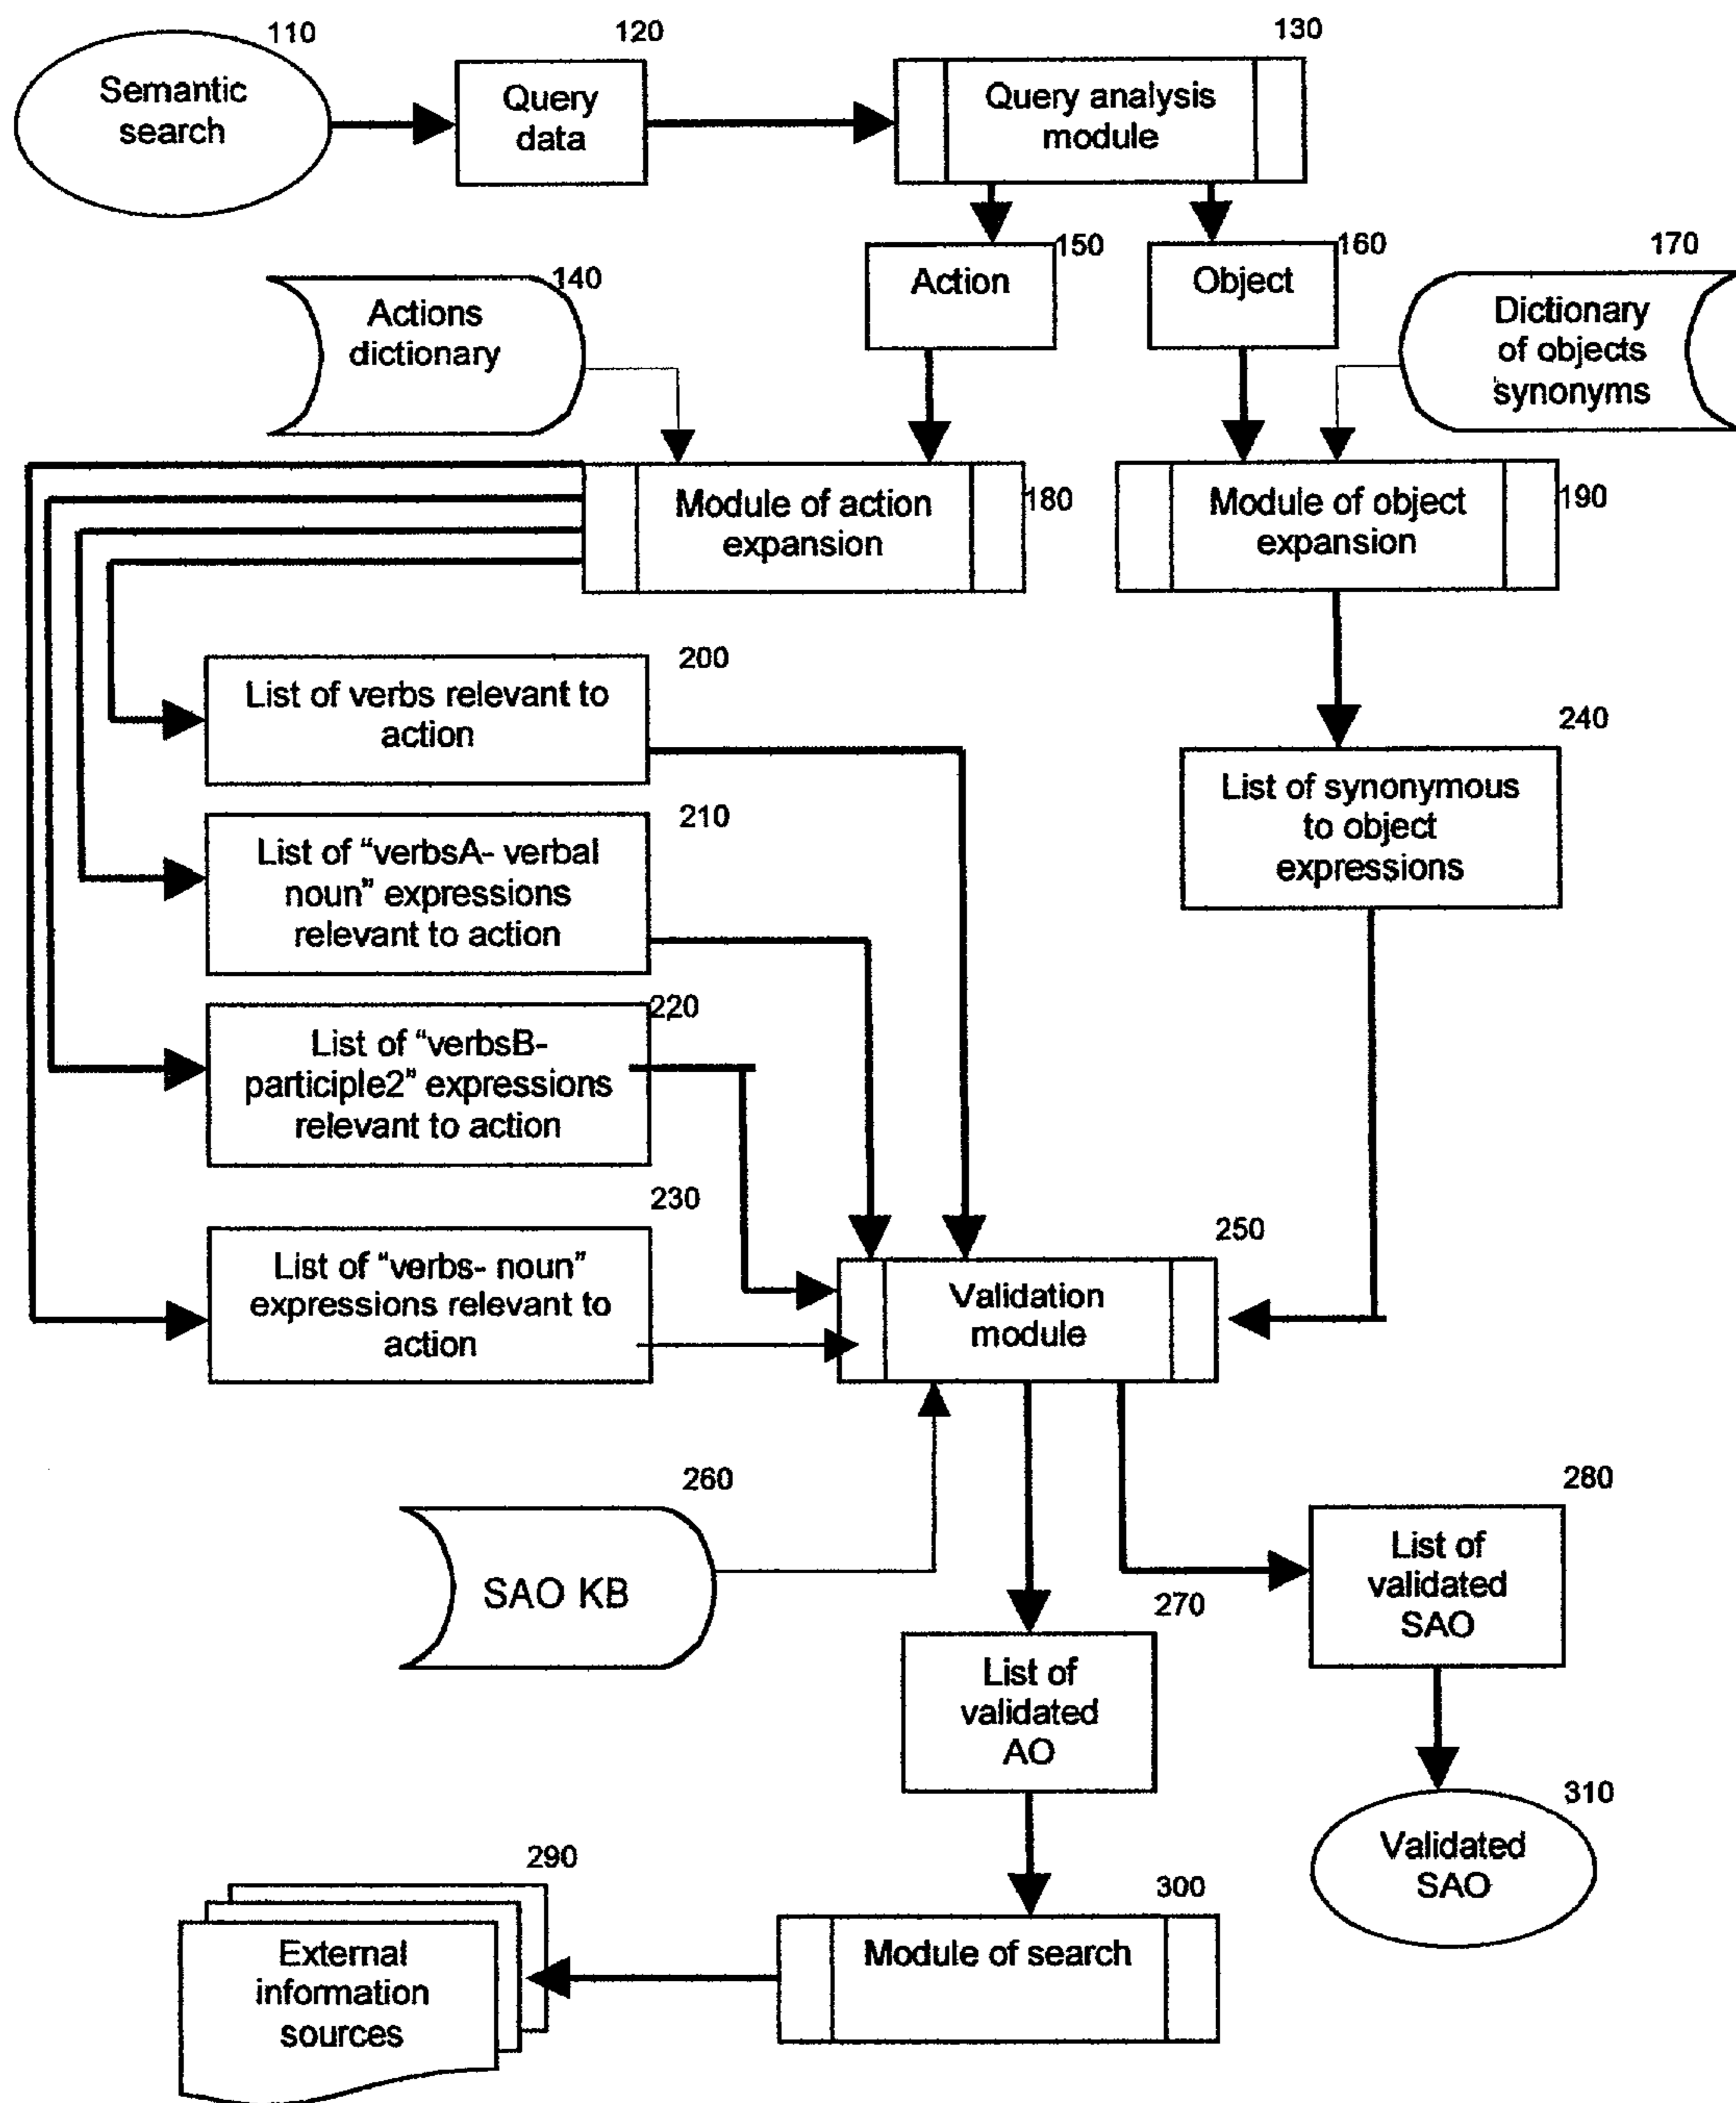 110
Semantic
search
120
Query
data
130
Query analysis
module
140
Actions
dictionary
150
Action
160
Object
170
Dictionary
of objects
synonyms
180
Module of action
expansion
190
Module of object
expansion
200
List of verbs relevant to
action
210
List of “verbsA- verbal
noun” expressions
relevant to action
220
List of “verbsB-
participle2” expressions
relevant to action
230
List of “verbs- noun”
expressions relevant to
action
240
List of synonymous
to object
expressions
250
Validation
module
260
SAO KB
270
List of
validated
AO
280
List of
validated
SAO
290
External
information
sources
300
Module of search
310
Validated
SAO